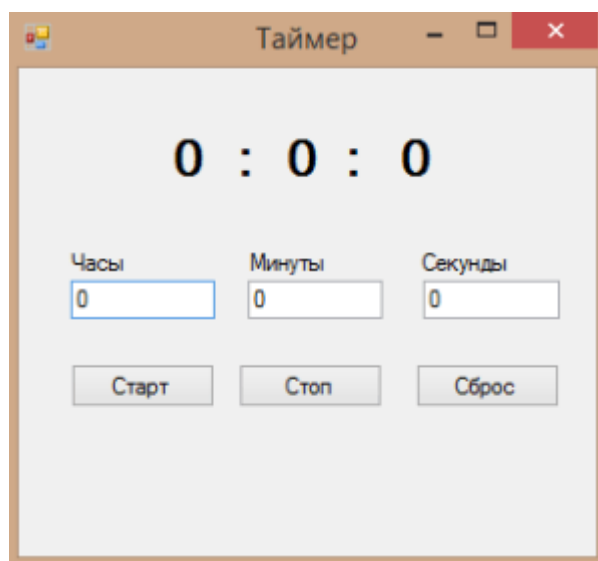 Таймер
0 : 0 : 0
Часы Минуты Секунды
0 0 0
Старт Стоп Сброс